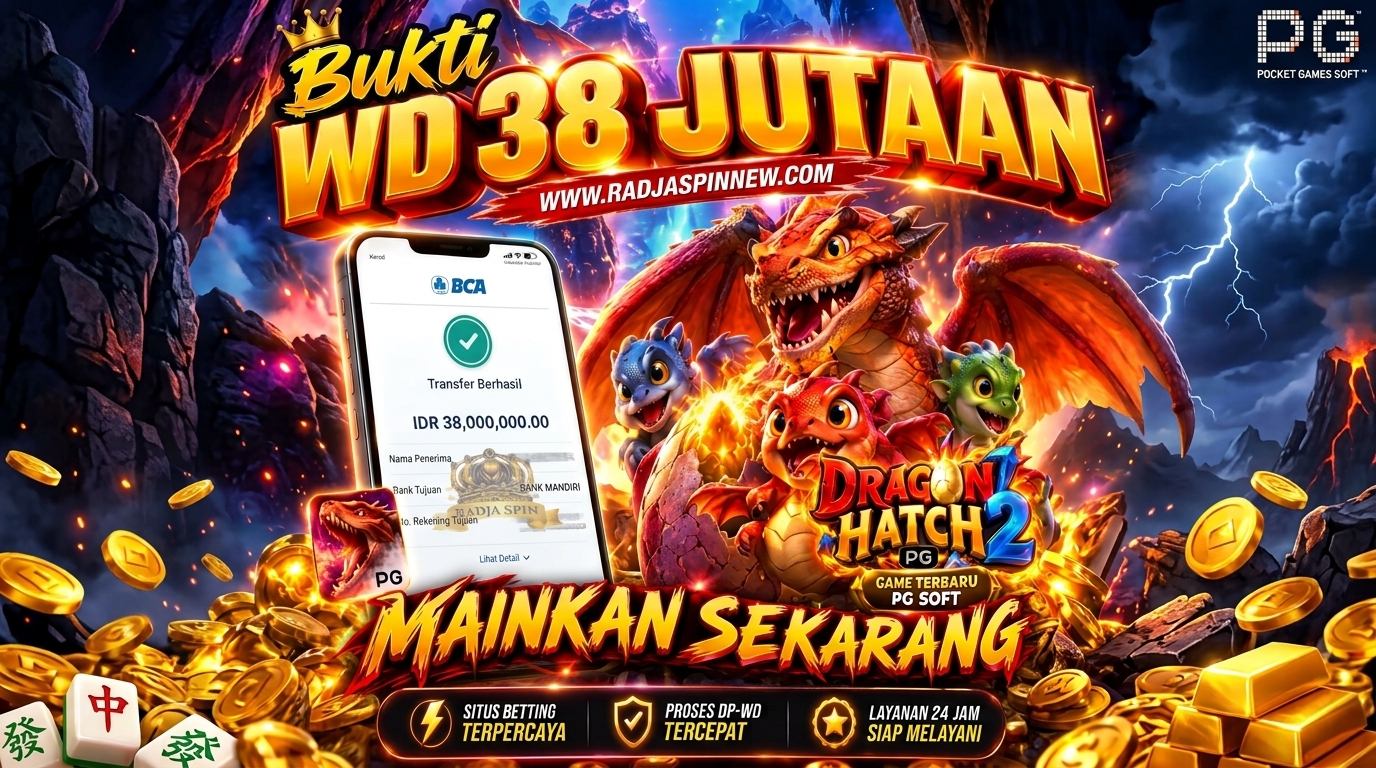 Bukti
WD 38 JUTAAN
WWW.RADJASPINNEW.COM
PG
POCKET GAMES SOFT™
BCA
Transfer Berhasil
IDR 38,000,000.00
Nama Penerima
Bank Tujuan
BANK MANDIRI
RADJA SPIN
No. Rekening Tujuan
Lihat Detail
PG
DRAGON
HATCH 2
PG
GAME TERBARU
PG SOFT
MAINKAN SEKARANG
SITUS BETTING
TERPERCAYA
PROSES DP-WD
TERCEPAT
LAYANAN 24 JAM
SIAP MELAYANI
發
中
發